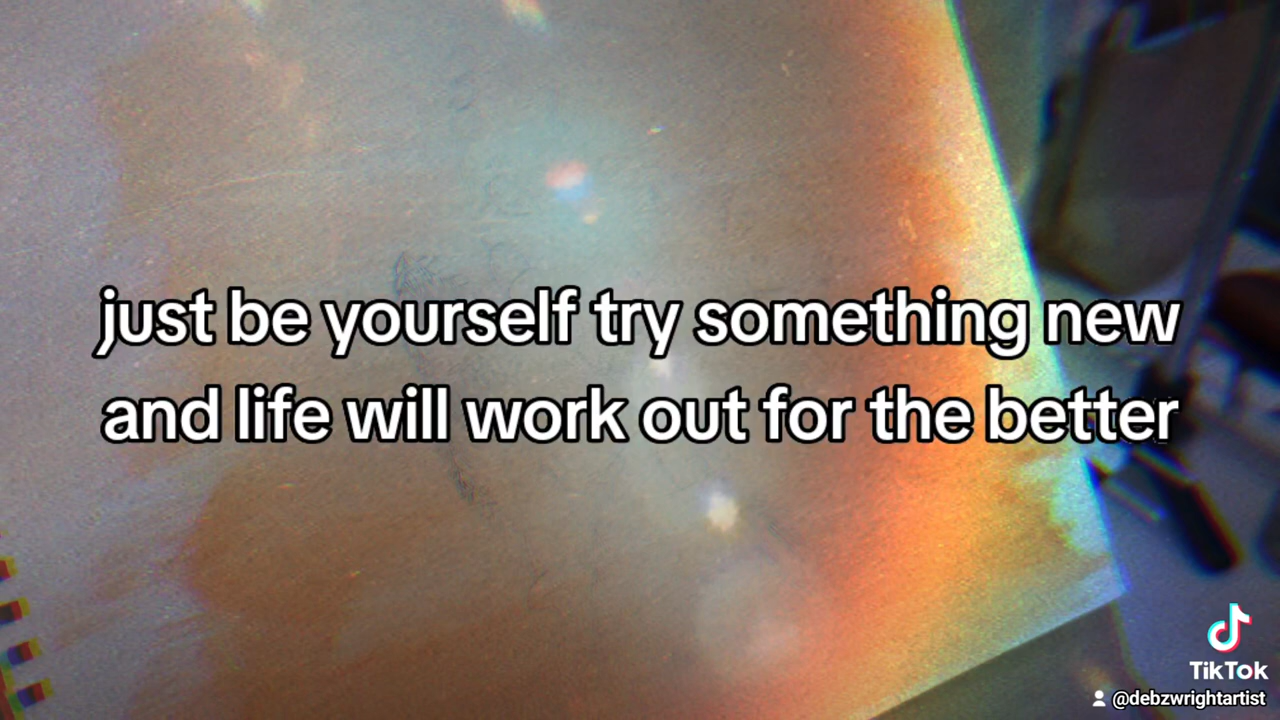 just be yourself try something new
and life will work out for the better
TikTok
@debzwrightartist